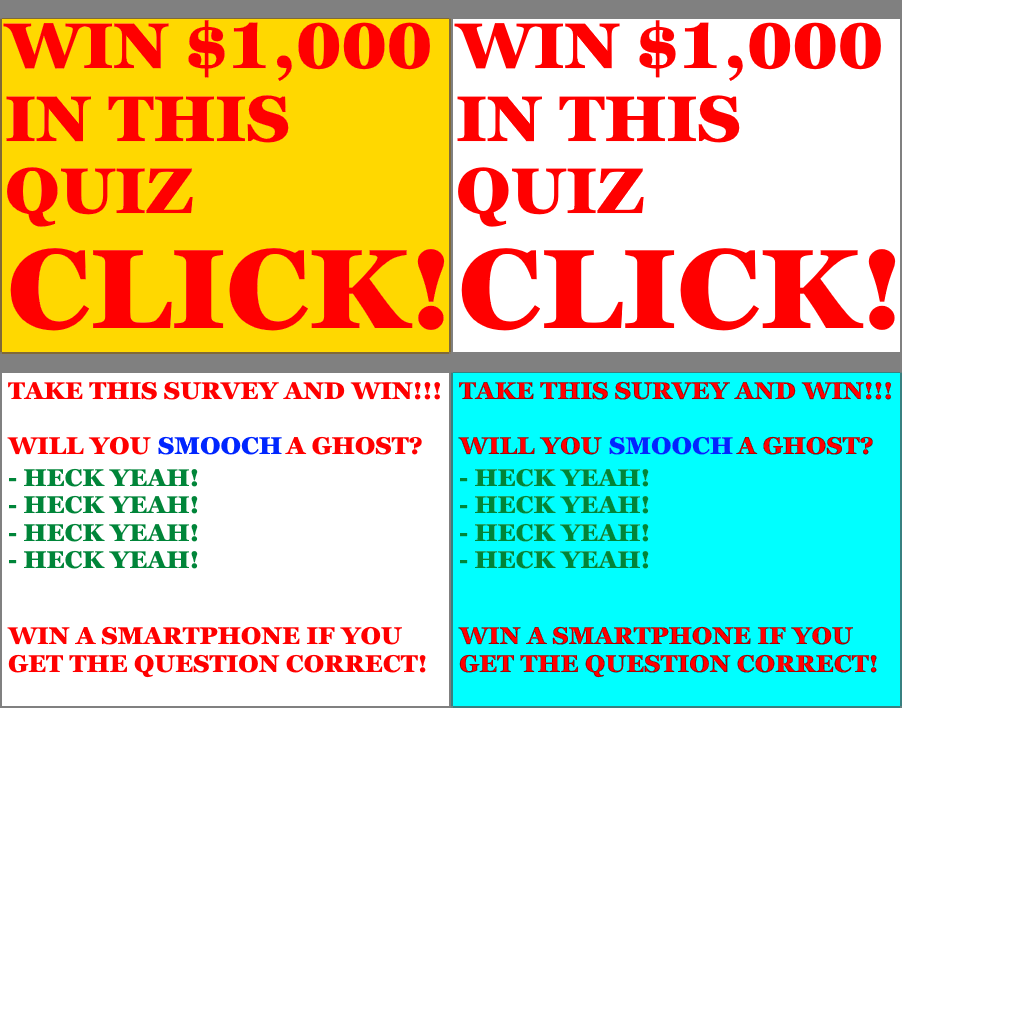 WIN $1,000
IN THIS
QUIZ
CLICK!
WIN $1,000
IN THIS
QUIZ
CLICK!
TAKE THIS SURVEY AND WIN!!!
WILL YOU SMOOCH A GHOST?
- HECK YEAH!
- HECK YEAH!
- HECK YEAH!
- HECK YEAH!
WIN A SMARTPHONE IF YOU
GET THE QUESTION CORRECT!
TAKE THIS SURVEY AND WIN!!!
WILL YOU SMOOCH A GHOST?
- HECK YEAH!
- HECK YEAH!
- HECK YEAH!
- HECK YEAH!
WIN A SMARTPHONE IF YOU
GET THE QUESTION CORRECT!